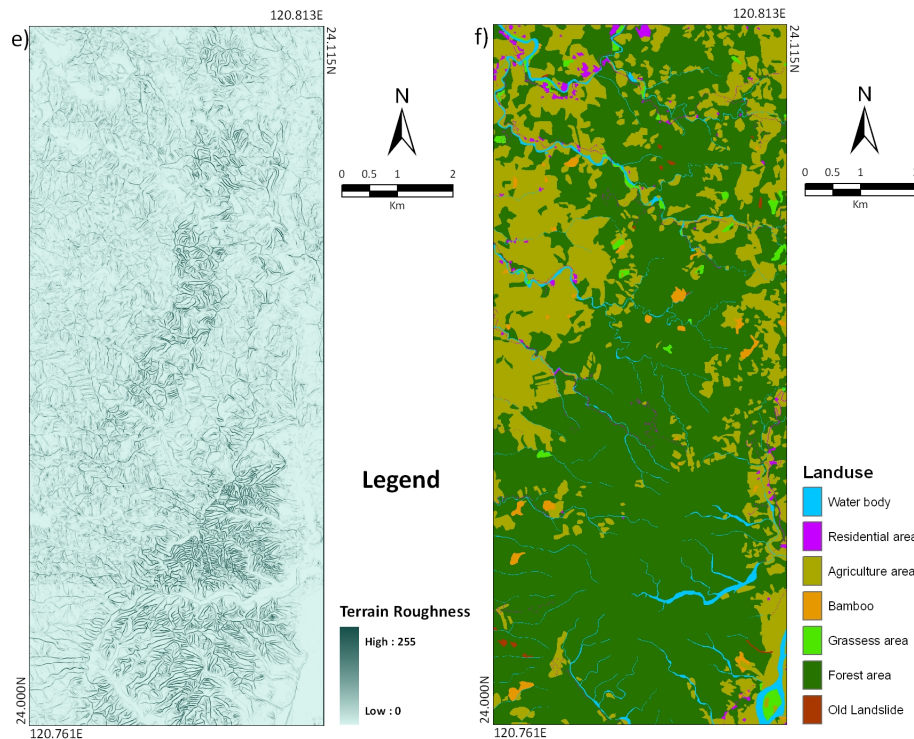 e)
120.813E
24.115N
N
0 0.5 1 2
Km
Legend
Terrain Roughness
High : 255
Low : 0
24.000N
120.761E
f)
120.813E
24.115N
N
0 0.5 1
Km
Landuse
Water body
Residential area
Agriculture area
Bamboo
Grassess area
Forest area
Old Landslide
24.000N
120.761E